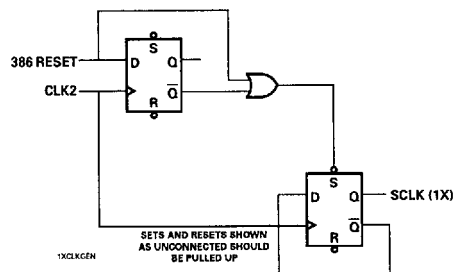 S
386 RESET
D
Q
CLK2
Q
R
S
D
Q
SCLK (1X)
Q
R
SETS AND RESETS SHOWN
AS UNCONNECTED SHOULD
BE PULLED UP
1XCLKGEN